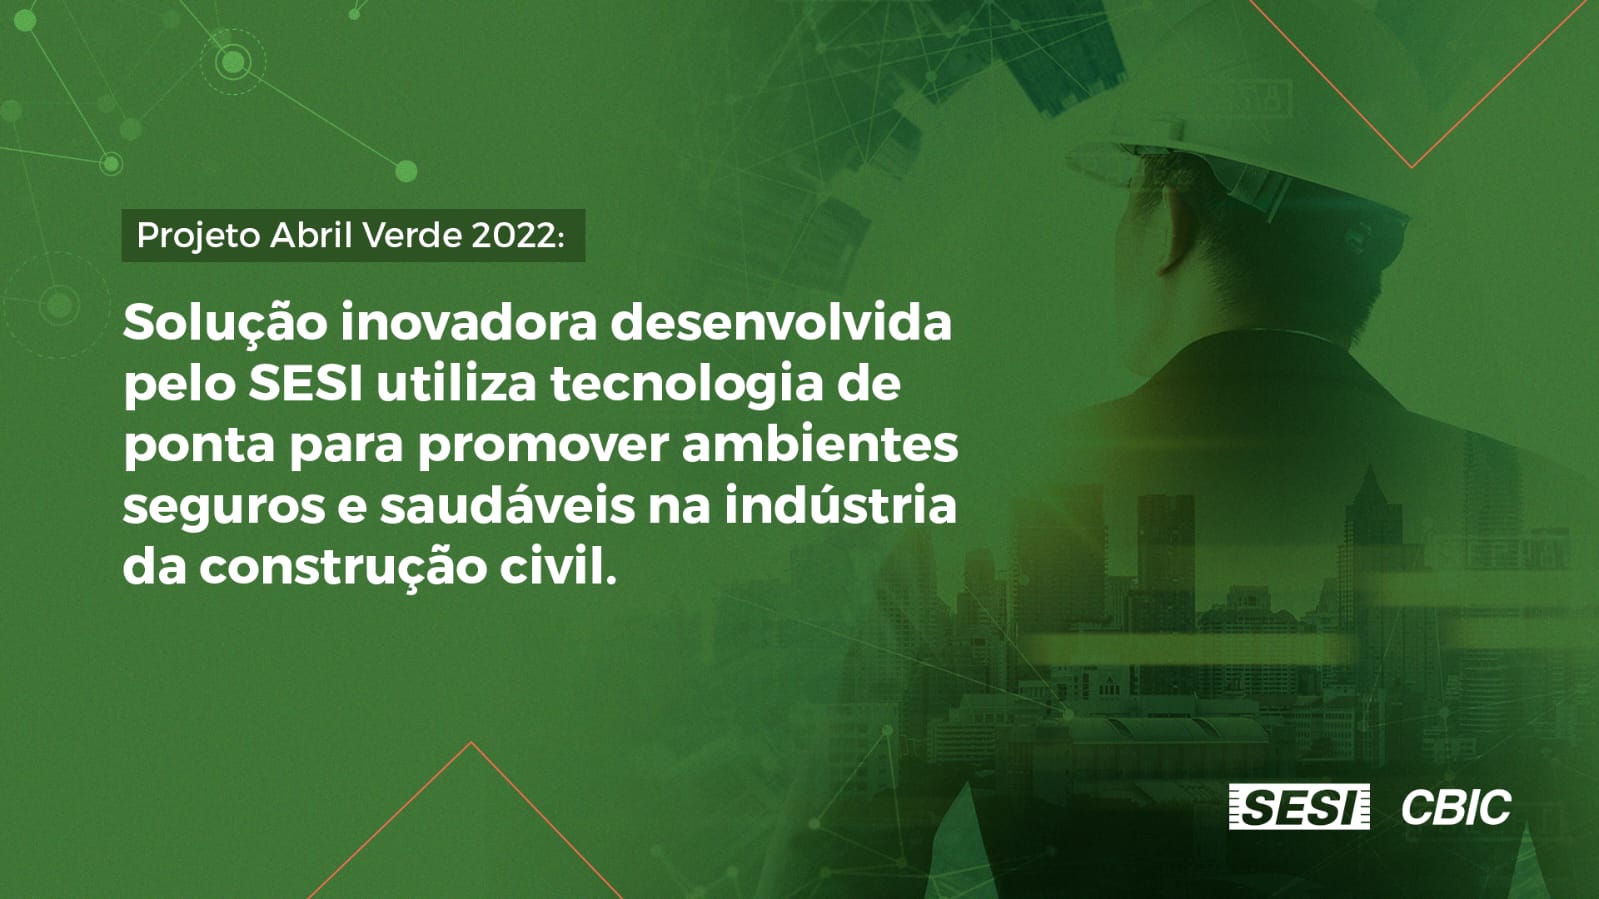 Projeto Abril Verde 2022:
Solução inovadora desenvolvida
pelo SESI utiliza tecnologia de
ponta para promover ambientes
seguros e saudáveis na indústria
da construção civil.
SESI CBIC